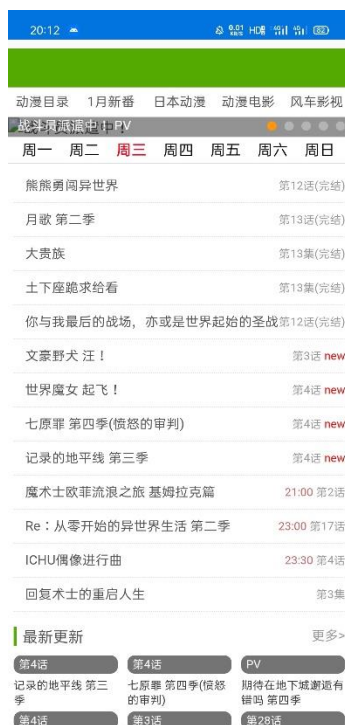 20:12 0.01 KB/S HD 4G 4G 82
动漫目录 1月新番 日本动漫 动漫电影 风车影视
战斗员派遣中！PV
周一 周二 周三 周四 周五 周六 周日
熊熊勇闯异世界 第12话(完结)
月歌 第二季 第13话(完结)
大贵族 第13集(完结)
土下座跪求给看 第13集(完结)
你与我最后的战场，亦或是世界起始的圣战 第12话(完结)
文豪野犬 汪！ 第3话 new
世界魔女 起飞！ 第4话 new
七原罪 第四季(愤怒的审判) 第4话 new
记录的地平线 第三季 第4话 new
魔术士欧菲流浪之旅 基姆拉克篇 21:00 第2话
Re：从零开始的异世界生活 第二季 23:00 第17话
ICHU偶像进行曲 23:30 第4话
回复术士的重启人生 第3集
最新更新 更多>
第4话 第4话 PV
记录的地平线 第三季 七原罪 第四季(愤怒的审判) 期待在地下城邂逅有错吗 第四季
第4话 第3话 第28话